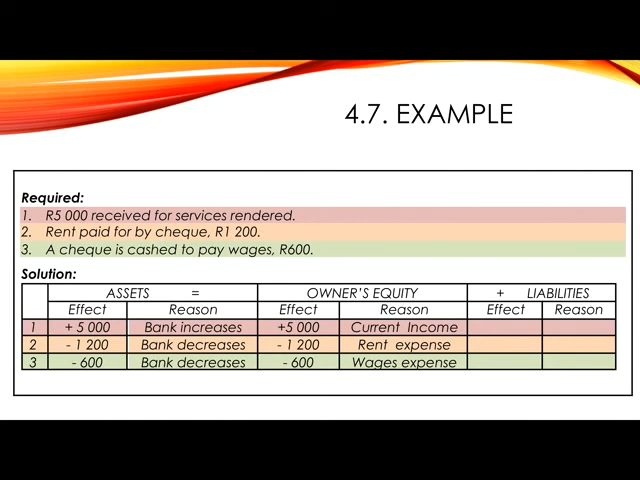 4.7. EXAMPLE
Required:
1. R5 000 received for services rendered.
2. Rent paid for by cheque, R1 200.
3. A cheque is cashed to pay wages, R600.
Solution:
ASSETS = OWNER'S EQUITY + LIABILITIES
Effect Reason Effect Reason Effect Reason
1 + 5 000 Bank increases +5 000 Current Income
2 - 1 200 Bank decreases - 1 200 Rent expense
3 - 600 Bank decreases - 600 Wages expense